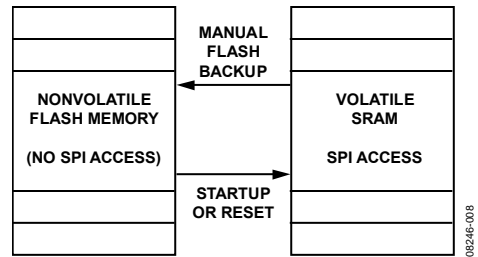 MANUAL
FLASH
BACKUP
NONVOLATILE
FLASH MEMORY
(NO SPI ACCESS)
VOLATILE
SRAM
SPI ACCESS
STARTUP
OR RESET
08246-008